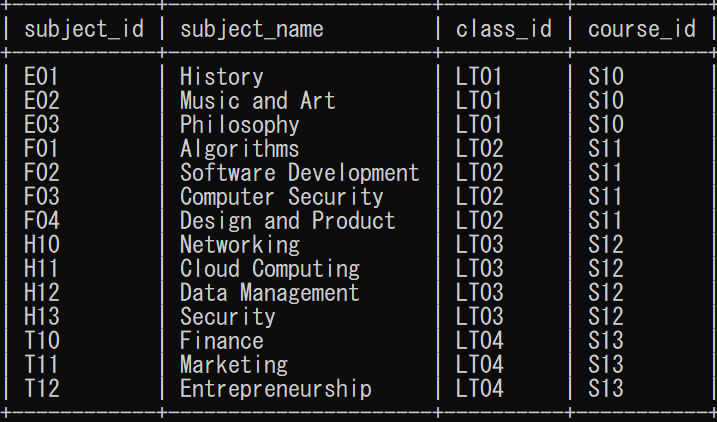 | subject_id | subject_name | class_id | course_id |
| E01 | History | LT01 | S10 |
| E02 | Music and Art | LT01 | S10 |
| E03 | Philosophy | LT01 | S10 |
| F01 | Algorithms | LT02 | S11 |
| F02 | Software Development | LT02 | S11 |
| F03 | Computer Security | LT02 | S11 |
| F04 | Design and Product | LT02 | S11 |
| H10 | Networking | LT03 | S12 |
| H11 | Cloud Computing | LT03 | S12 |
| H12 | Data Management | LT03 | S12 |
| H13 | Security | LT03 | S12 |
| T10 | Finance | LT04 | S13 |
| T11 | Marketing | LT04 | S13 |
| T12 | Entrepreneurship | LT04 | S13 |